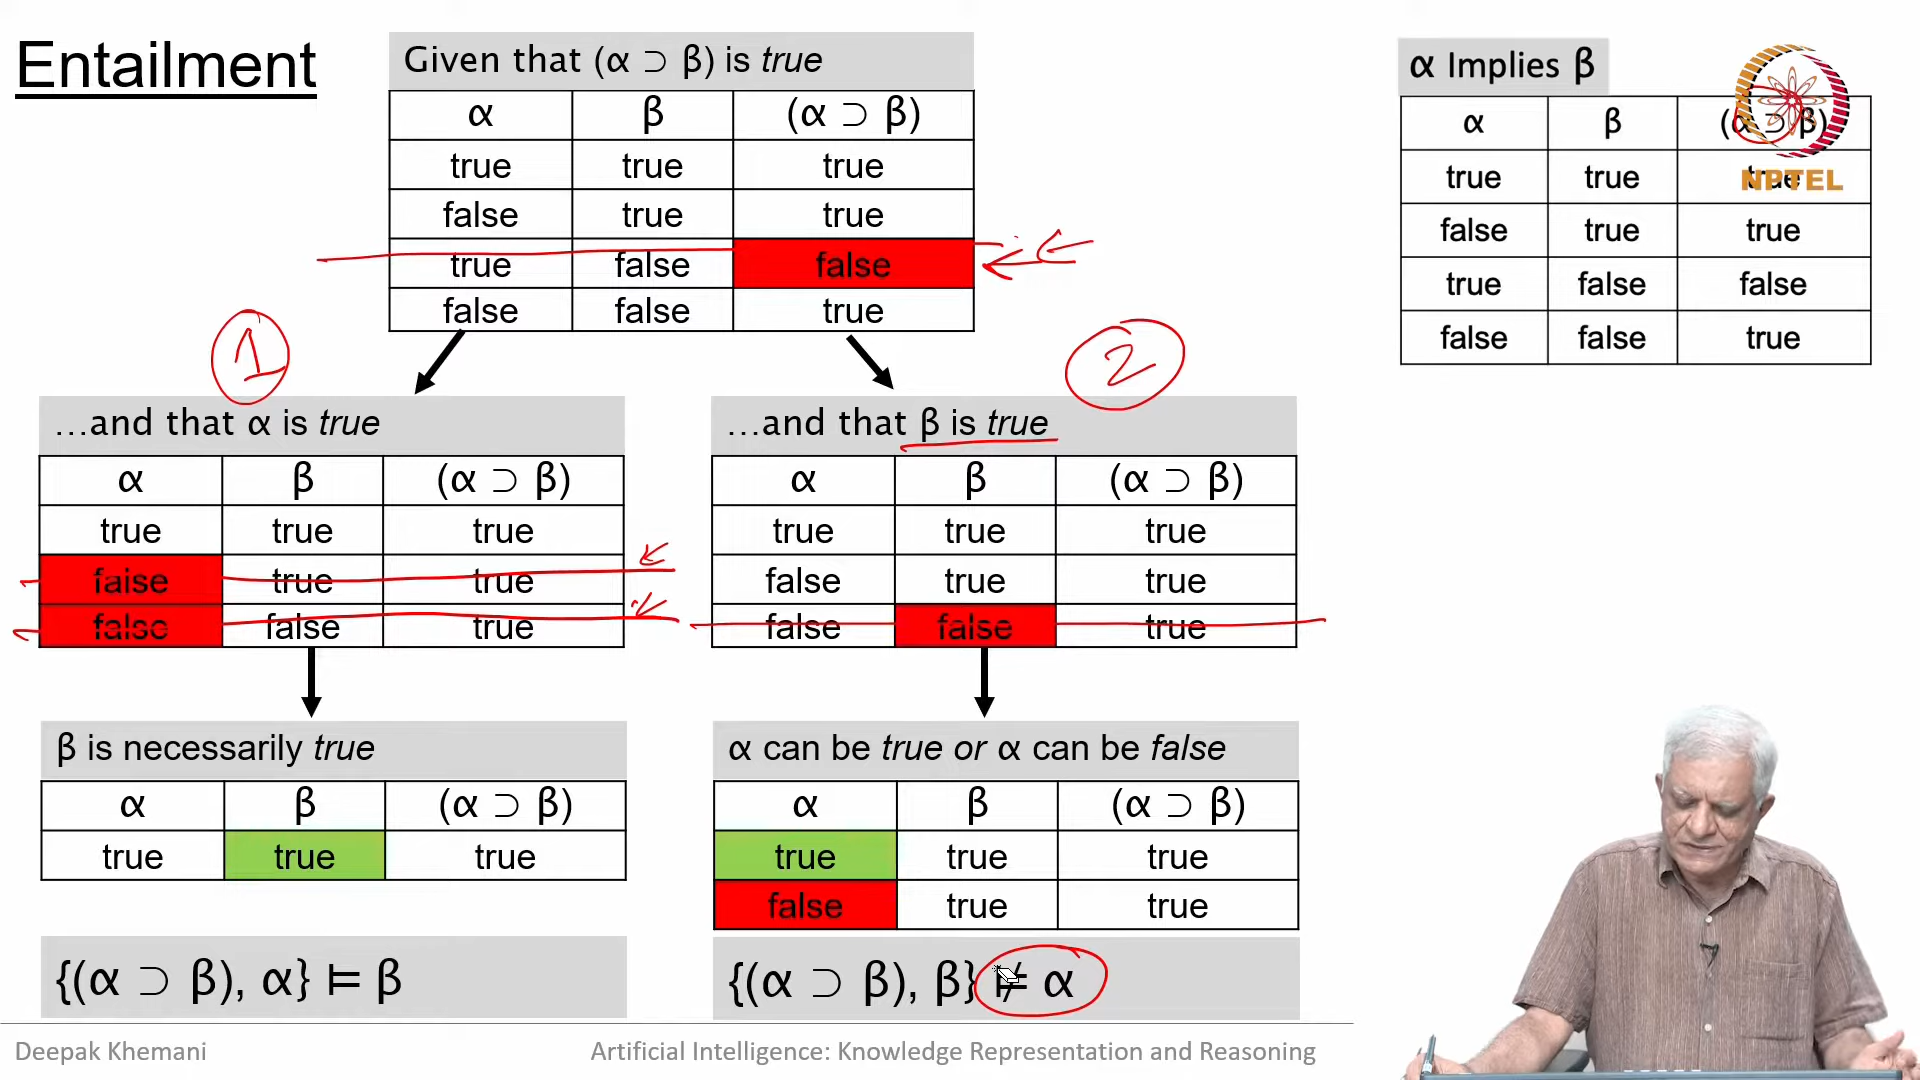 Entailment
Given that (α ⊃ β) is true
α β (α ⊃ β)
true true true
false true true
true false false
false false true
1
2
…and that α is true
α β (α ⊃ β)
true true true
false true true
false false true
…and that β is true
α β (α ⊃ β)
true true true
false true true
false false true
β is necessarily true
α β (α ⊃ β)
true true true
α can be true or α can be false
α β (α ⊃ β)
true true true
false true true
{(α ⊃ β), α} ⊨ β
{(α ⊃ β), β} ⊭ α
α Implies β
α β (α ⊃ β)
true true true
false true true
true false false
false false true
NPTEL
Deepak Khemani
Artificial Intelligence: Knowledge Representation and Reasoning